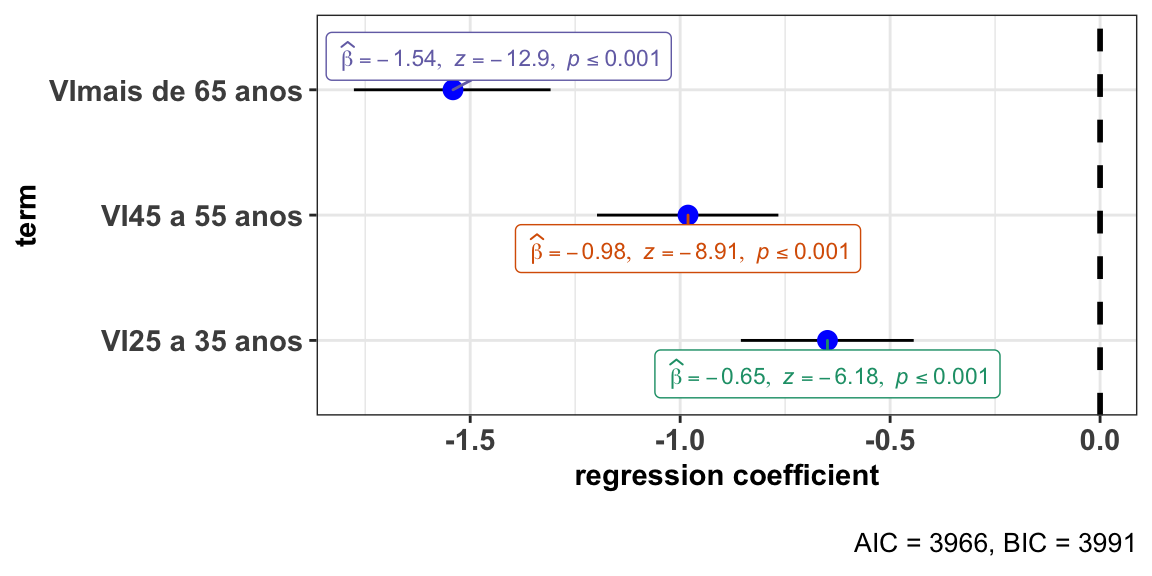 β̂ = −1.54, z = −12.9, p ≤ 0.001
VImais de 65 anos
VI45 a 55 anos
β̂ = −0.98, z = −8.91, p ≤ 0.001
VI25 a 35 anos
β̂ = −0.65, z = −6.18, p ≤ 0.001
term
-1.5 -1.0 -0.5 0.0
regression coefficient
AIC = 3966, BIC = 3991